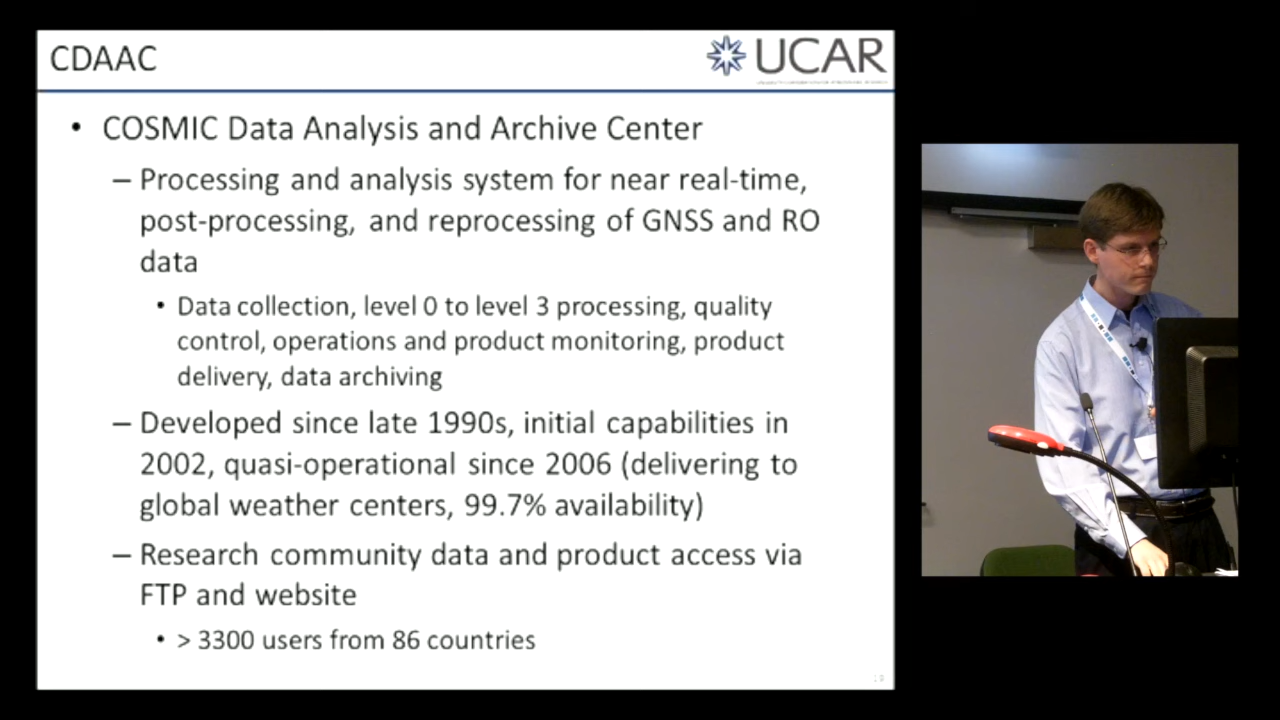 CDAAC
UCAR
• COSMIC Data Analysis and Archive Center
– Processing and analysis system for near real-time,
post-processing, and reprocessing of GNSS and RO
data
• Data collection, level 0 to level 3 processing, quality
control, operations and product monitoring, product
delivery, data archiving
– Developed since late 1990s, initial capabilities in
2002, quasi-operational since 2006 (delivering to
global weather centers, 99.7% availability)
– Research community data and product access via
FTP and website
• > 3300 users from 86 countries